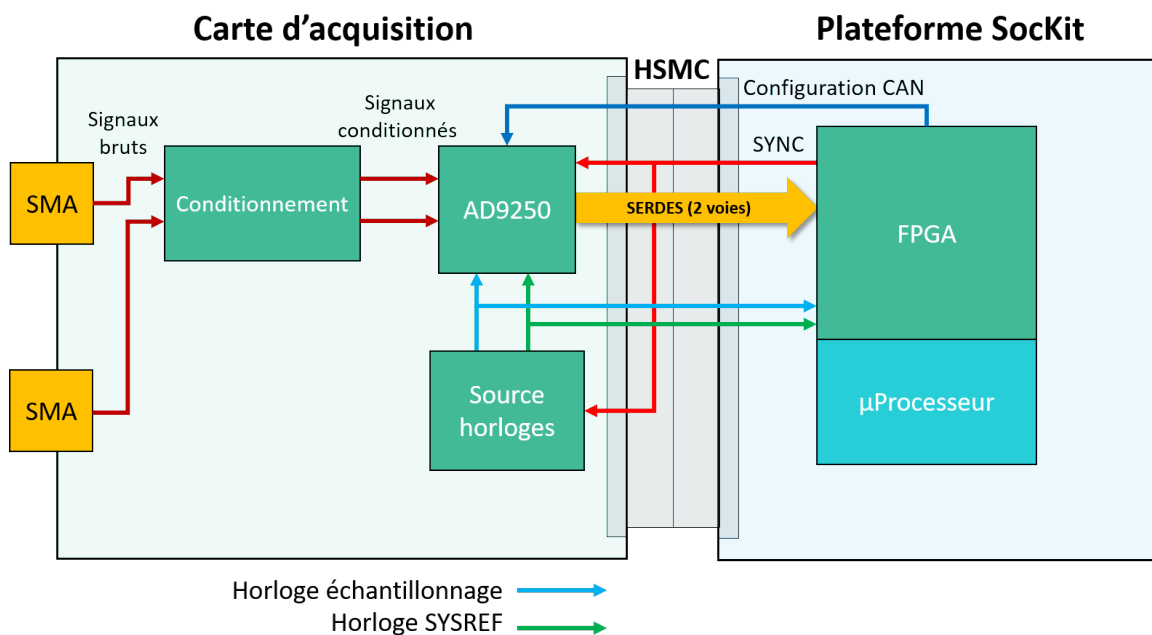 Carte d’acquisition
Plateforme SocKit
HSMC
Configuration CAN
Signaux
bruts
Signaux
conditionnés
SYNC
SMA
Conditionnement
AD9250
SERDES (2 voies)
FPGA
SMA
Source
horloges
µProcesseur
Horloge échantillonnage
Horloge SYSREF